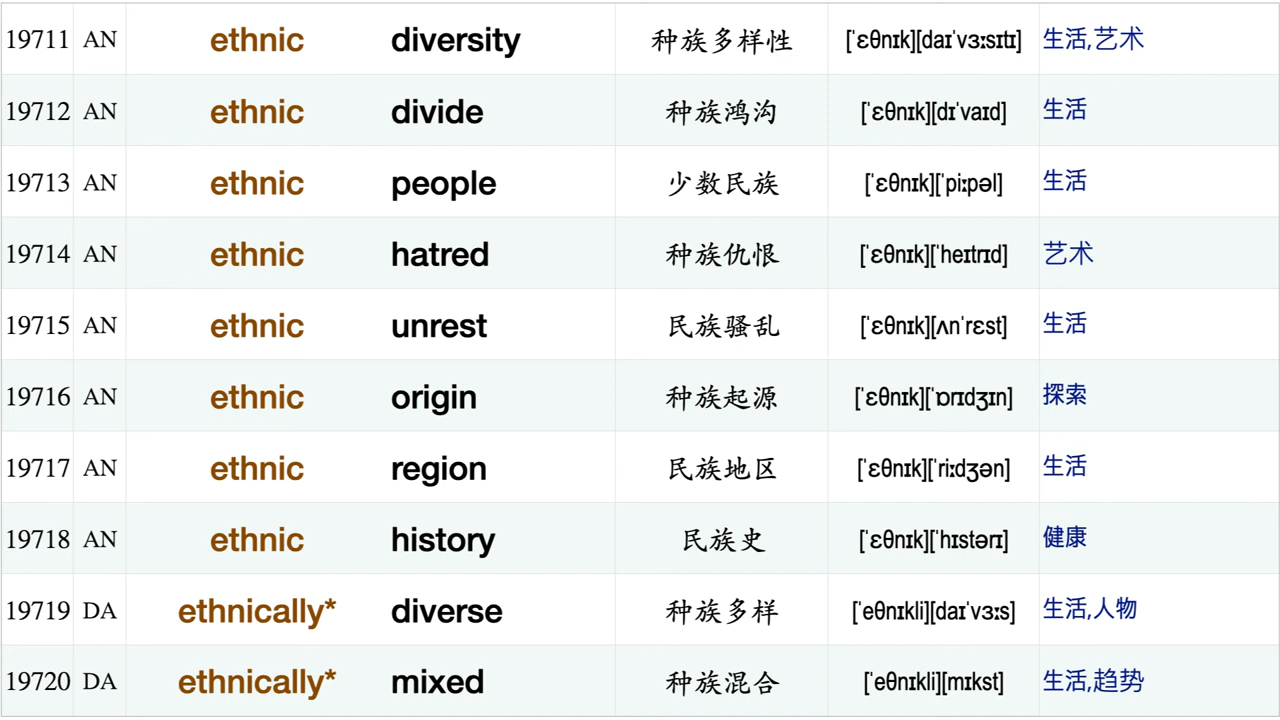 19711 AN ethnic diversity 种族多样性 [ˈɛθnɪk][daɪˈvɜːsɪtɪ] 生活,艺术
19712 AN ethnic divide 种族鸿沟 [ˈɛθnɪk][dɪˈvaɪd] 生活
19713 AN ethnic people 少数民族 [ˈɛθnɪk][ˈpiːpəl] 生活
19714 AN ethnic hatred 种族仇恨 [ˈɛθnɪk][ˈheɪtrɪd] 艺术
19715 AN ethnic unrest 民族骚乱 [ˈɛθnɪk][ʌnˈrɛst] 生活
19716 AN ethnic origin 种族起源 [ˈɛθnɪk][ˈɒrɪdʒɪn] 探索
19717 AN ethnic region 民族地区 [ˈɛθnɪk][ˈriːdʒən] 生活
19718 AN ethnic history 民族史 [ˈɛθnɪk][ˈhɪstərɪ] 健康
19719 DA ethnically* diverse 种族多样 [ˈeθnɪkli][daɪˈvɜːs] 生活,人物
19720 DA ethnically* mixed 种族混合 [ˈeθnɪkli][mɪkst] 生活,趋势